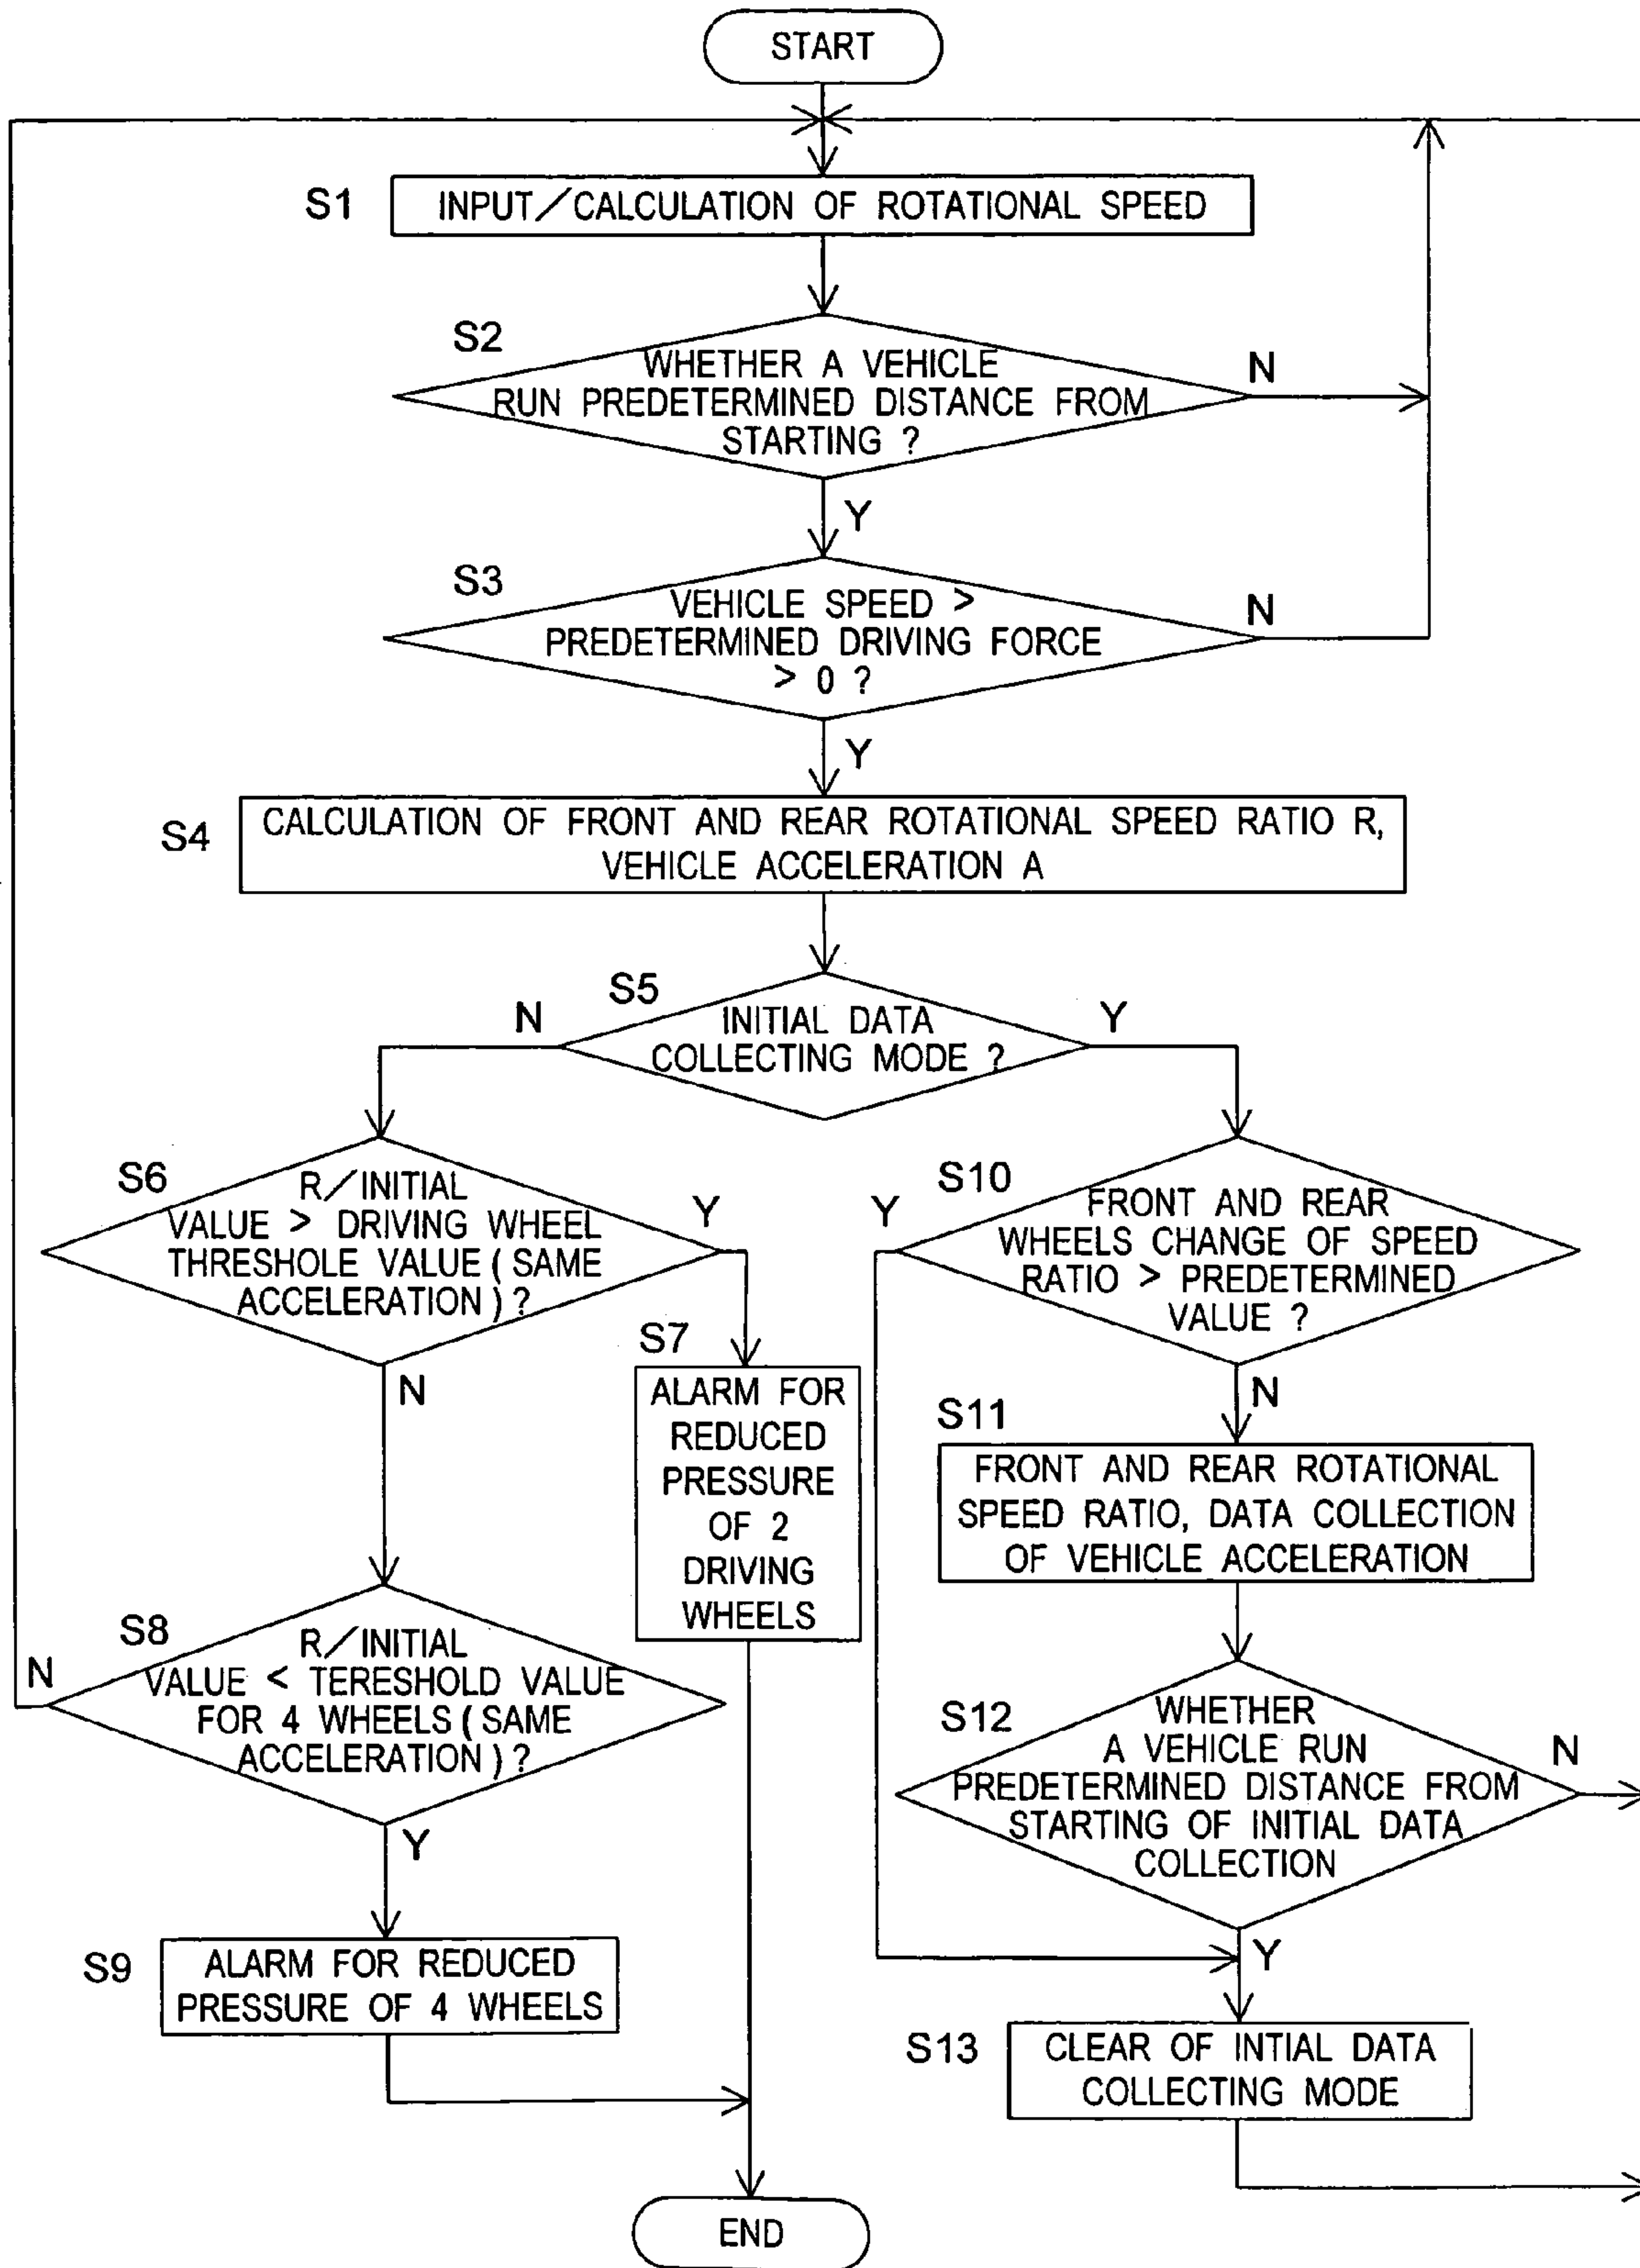 START
S1
INPUT/CALCULATION OF ROTATIONAL SPEED
S2
WHETHER A VEHICLE
RUN PREDETERMINED DISTANCE FROM
STARTING ?
N
Y
S3
VEHICLE SPEED >
PREDETERMINED DRIVING FORCE
> 0 ?
N
Y
S4
CALCULATION OF FRONT AND REAR ROTATIONAL SPEED RATIO R,
VEHICLE ACCELERATION A
S5
INITIAL DATA
COLLECTING MODE ?
N
Y
S6
R/INITIAL
VALUE > DRIVING WHEEL
THRESHOLE VALUE (SAME
ACCELERATION) ?
Y
N
S7
ALARM FOR
REDUCED
PRESSURE
OF 2
DRIVING
WHEELS
S8
R/INITIAL
VALUE < TERESHOLD VALUE
FOR 4 WHEELS (SAME
ACCELERATION) ?
N
Y
S9
ALARM FOR REDUCED
PRESSURE OF 4 WHEELS
S10
FRONT AND REAR
WHEELS CHANGE OF SPEED
RATIO > PREDETERMINED
VALUE ?
Y
N
S11
FRONT AND REAR ROTATIONAL
SPEED RATIO, DATA COLLECTION
OF VEHICLE ACCELERATION
S12
WHETHER
A VEHICLE RUN
PREDETERMINED DISTANCE FROM
STARTING OF INITIAL DATA
COLLECTION
N
Y
S13
CLEAR OF INTIAL DATA
COLLECTING MODE
END